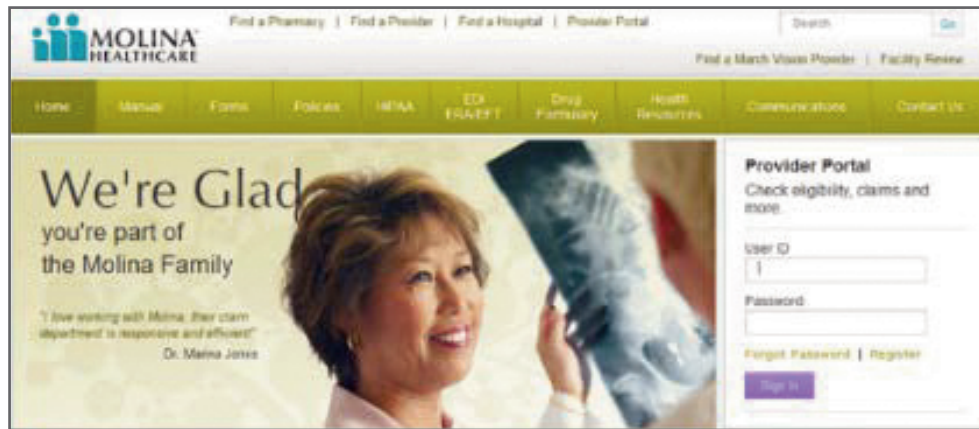 Find a Pharmacy | Find a Provider | Find a Hospital | Provider Portal
Search Go
MOLINA
HEALTHCARE
Find a March Vision Provider | Facility Review
Home Manual Forms Policies HIPAA EDI ERA/EFT Drug Formulary Health Resources Communications Contact Us
We're Glad
you're part of
the Molina Family
"I love working with Molina, their claim
department is responsive and efficient"
Dr. Marina Jones
Provider Portal
Check eligibility, claims and
more.
User ID
Password
Forgot Password | Register
Sign In